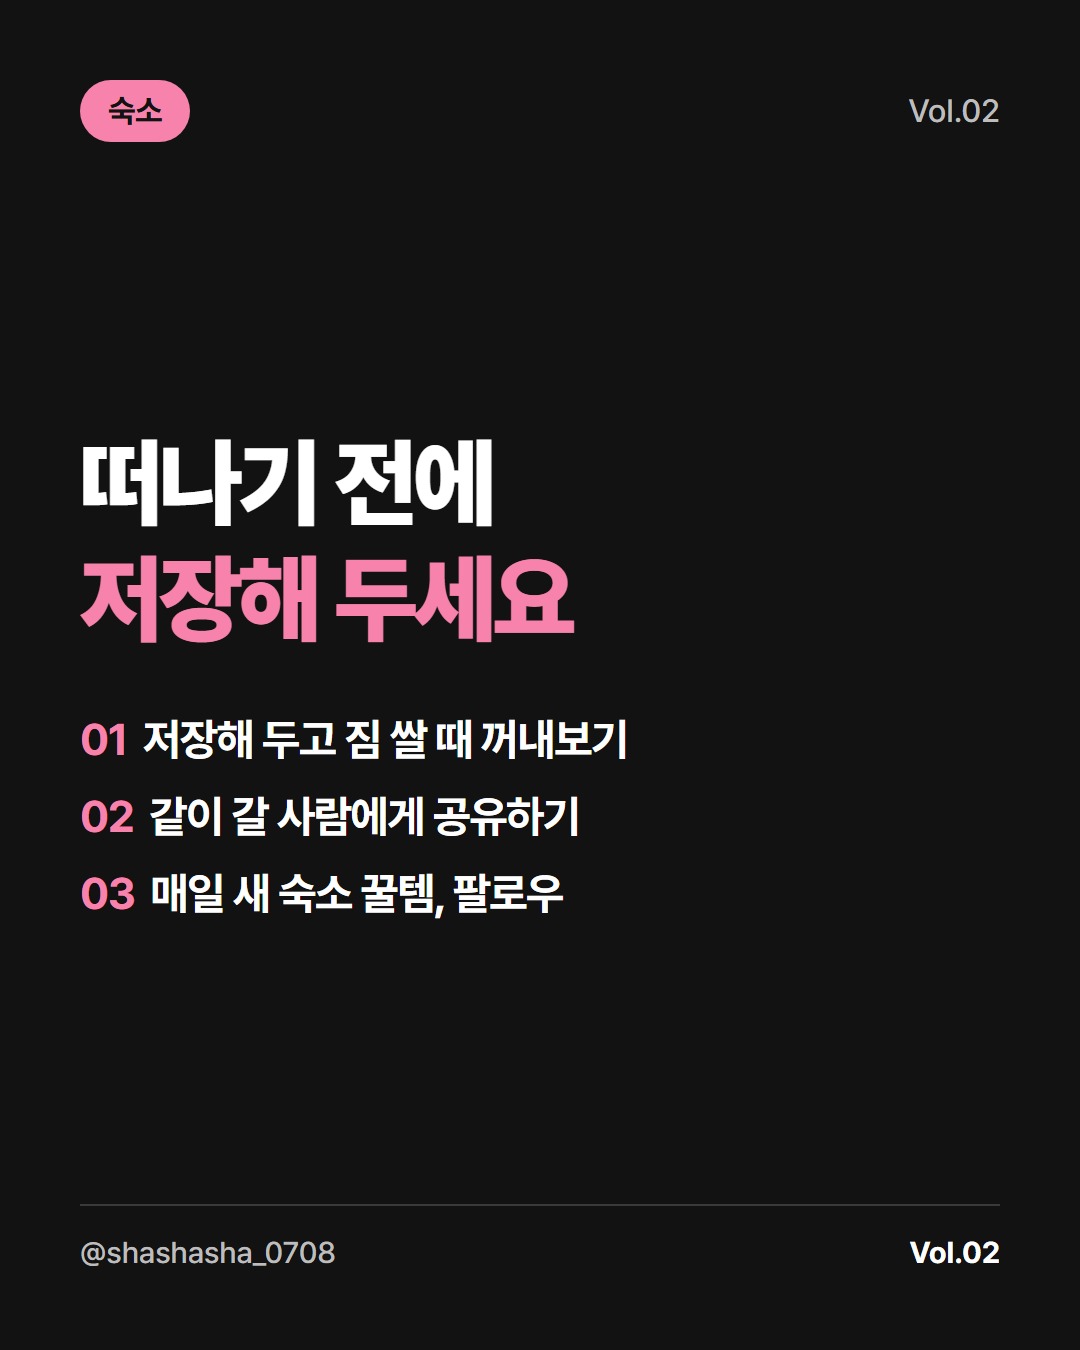 숙소
Vol.02
떠나기 전에
저장해 두세요
01 저장해 두고 짐 쌀 때 꺼내보기
02 같이 갈 사람에게 공유하기
03 매일 새 숙소 꿀템, 팔로우
@shashasha_0708
Vol.02